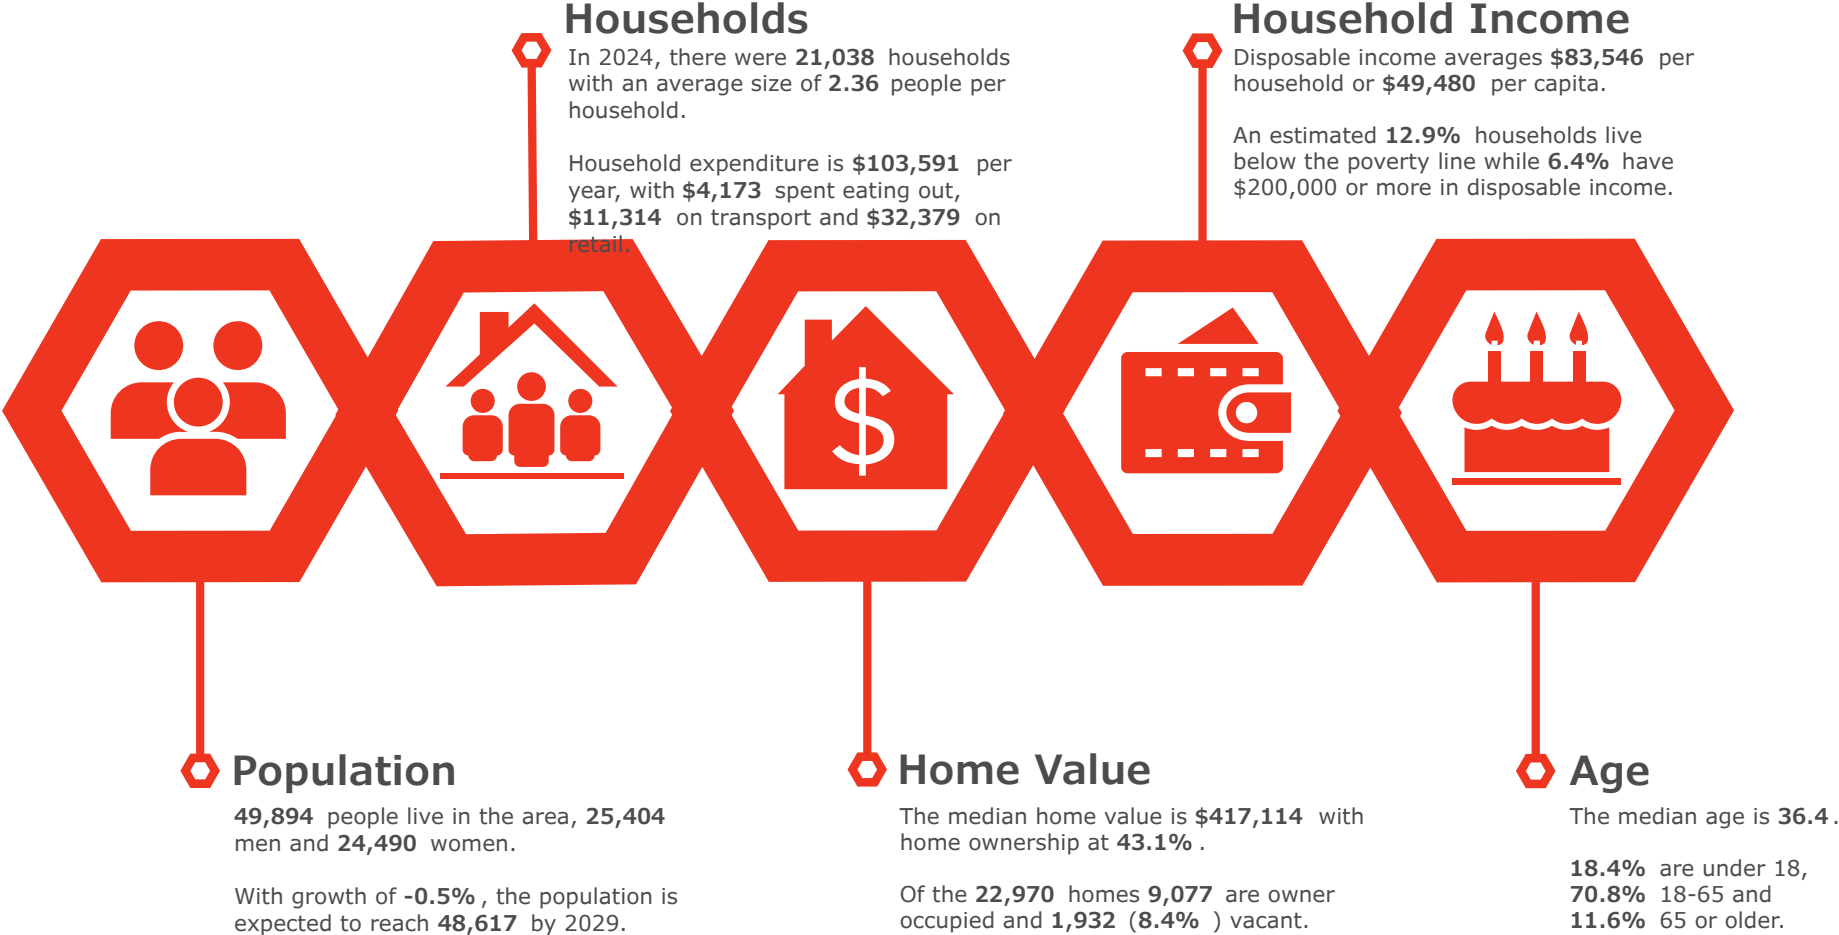 Households
In 2024, there were 21,038 households
with an average size of 2.36 people per
household.
Household expenditure is $103,591 per
year, with $4,173 spent eating out,
$11,314 on transport and $32,379 on
retail.
Household Income
Disposable income averages $83,546 per
household or $49,480 per capita.
An estimated 12.9% households live
below the poverty line while 6.4% have
$200,000 or more in disposable income.
Population
49,894 people live in the area, 25,404
men and 24,490 women.
With growth of -0.5% , the population is
expected to reach 48,617 by 2029.
Home Value
The median home value is $417,114 with
home ownership at 43.1% .
Of the 22,970 homes 9,077 are owner
occupied and 1,932 (8.4% ) vacant.
Age
The median age is 36.4 .
18.4% are under 18,
70.8% 18-65 and
11.6% 65 or older.